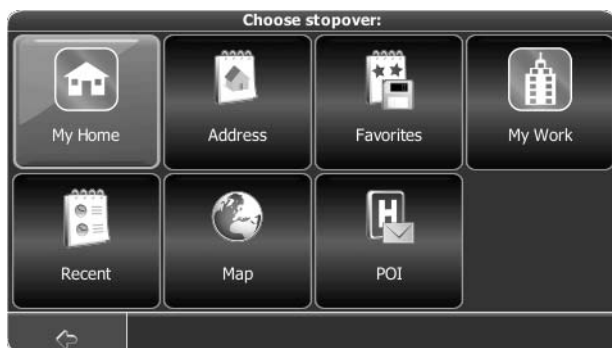 Choose stopover:
My Home
Address
Favorites
My Work
Recent
Map
H
POI